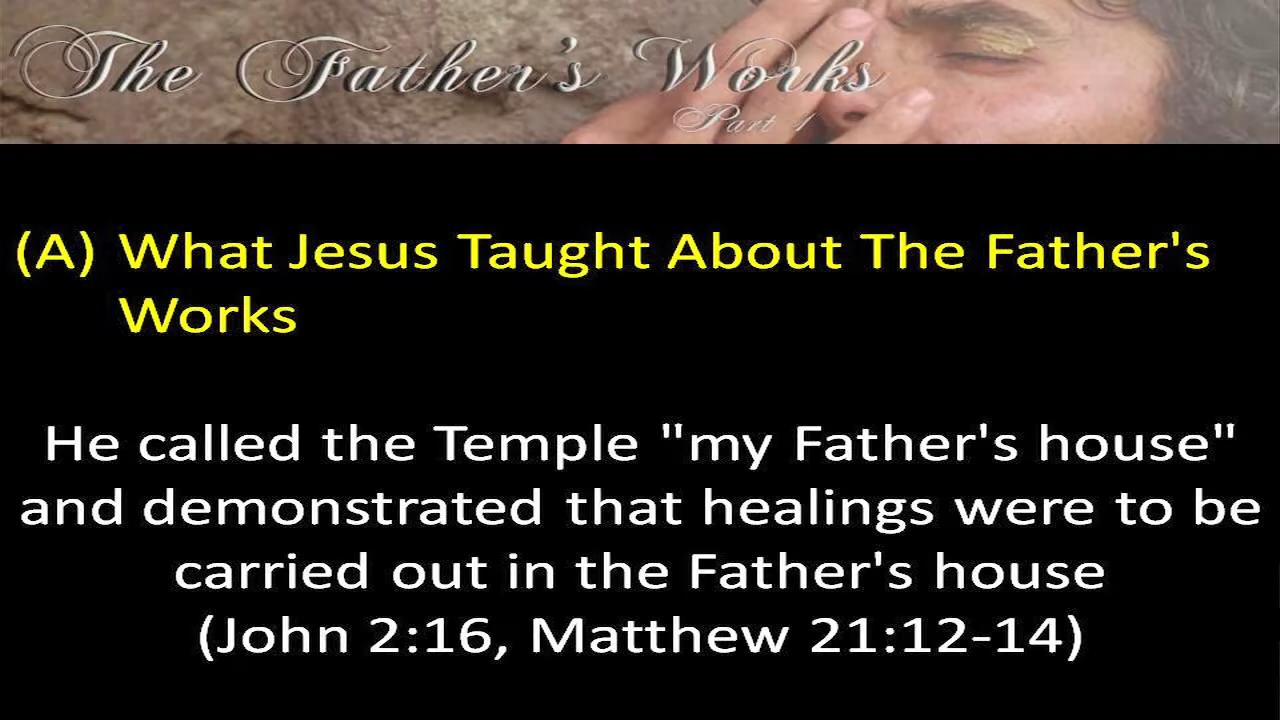 The Father's Works
Part 1
(A) What Jesus Taught About The Father's
Works
He called the Temple "my Father's house"
and demonstrated that healings were to be
carried out in the Father's house
(John 2:16, Matthew 21:12-14)